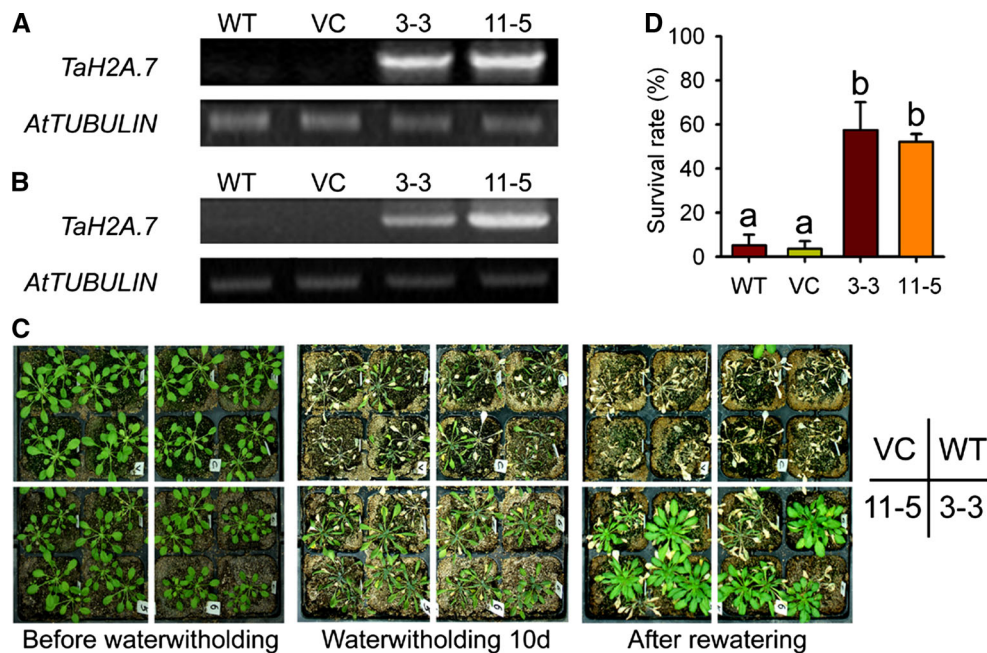 A
WT VC 3-3 11-5
TaH2A.7
AtTUBULIN
B
WT VC 3-3 11-5
TaH2A.7
AtTUBULIN
D
Survival rate (%)
100
80
60
40
20
0
a a b b
WT VC 3-3 11-5
C
Before waterwitholding
Waterwitholding 10d
After rewatering
VC WT
11-5 3-3